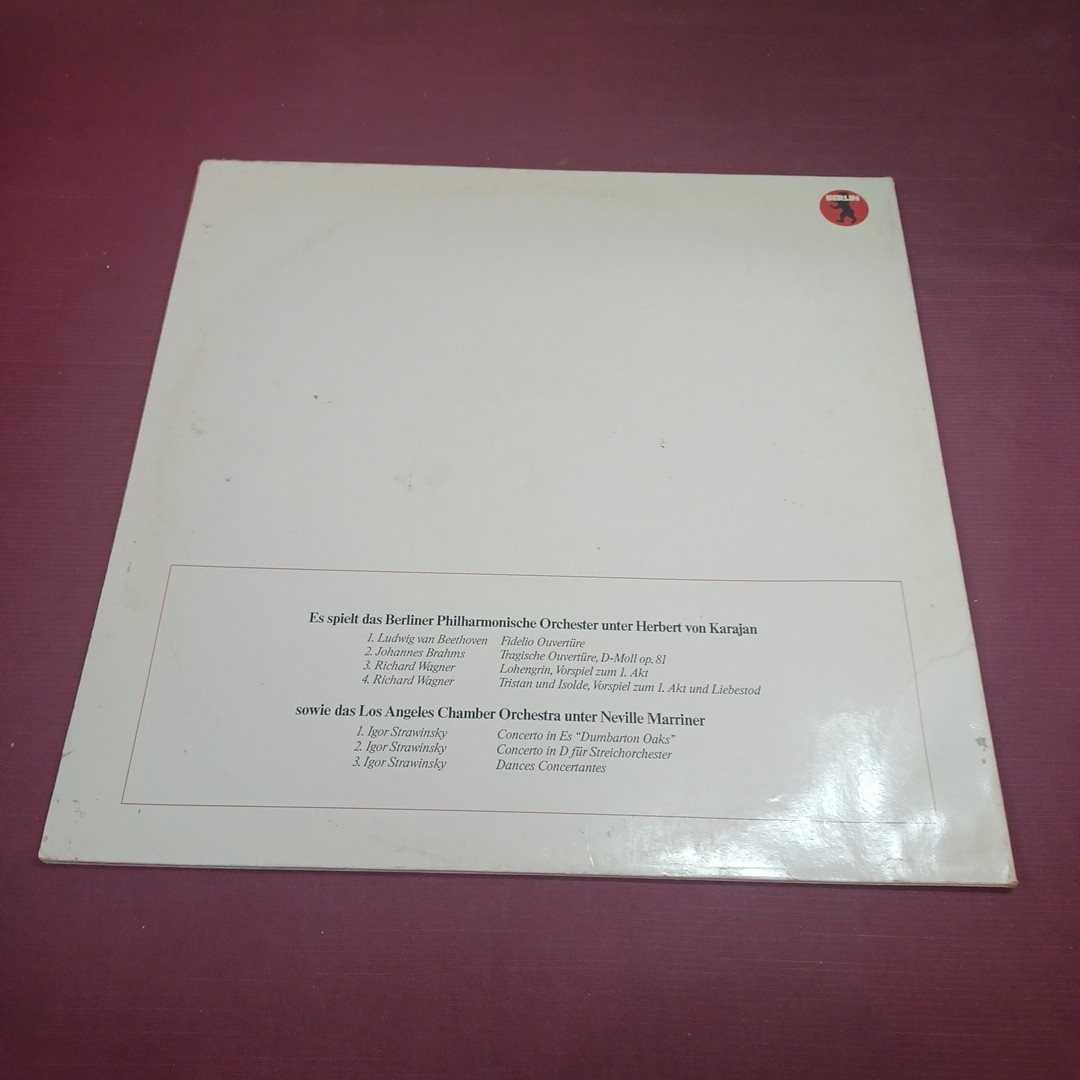 BERLIN
Es spielt das Berliner Philharmonische Orchester unter Herbert von Karajan
1. Ludwig van Beethoven Fidelio Ouvertüre
2. Johannes Brahms Tragische Ouvertüre, D-Moll op. 81
3. Richard Wagner Lohengrin, Vorspiel zum 1. Akt
4. Richard Wagner Tristan und Isolde, Vorspiel zum 1. Akt und Liebestod
sowie das Los Angeles Chamber Orchestra unter Neville Marriner
1. Igor Strawinsky Concerto in Es "Dumbarton Oaks"
2. Igor Strawinsky Concerto in D für Streichorchester
3. Igor Strawinsky Dances Concertantes